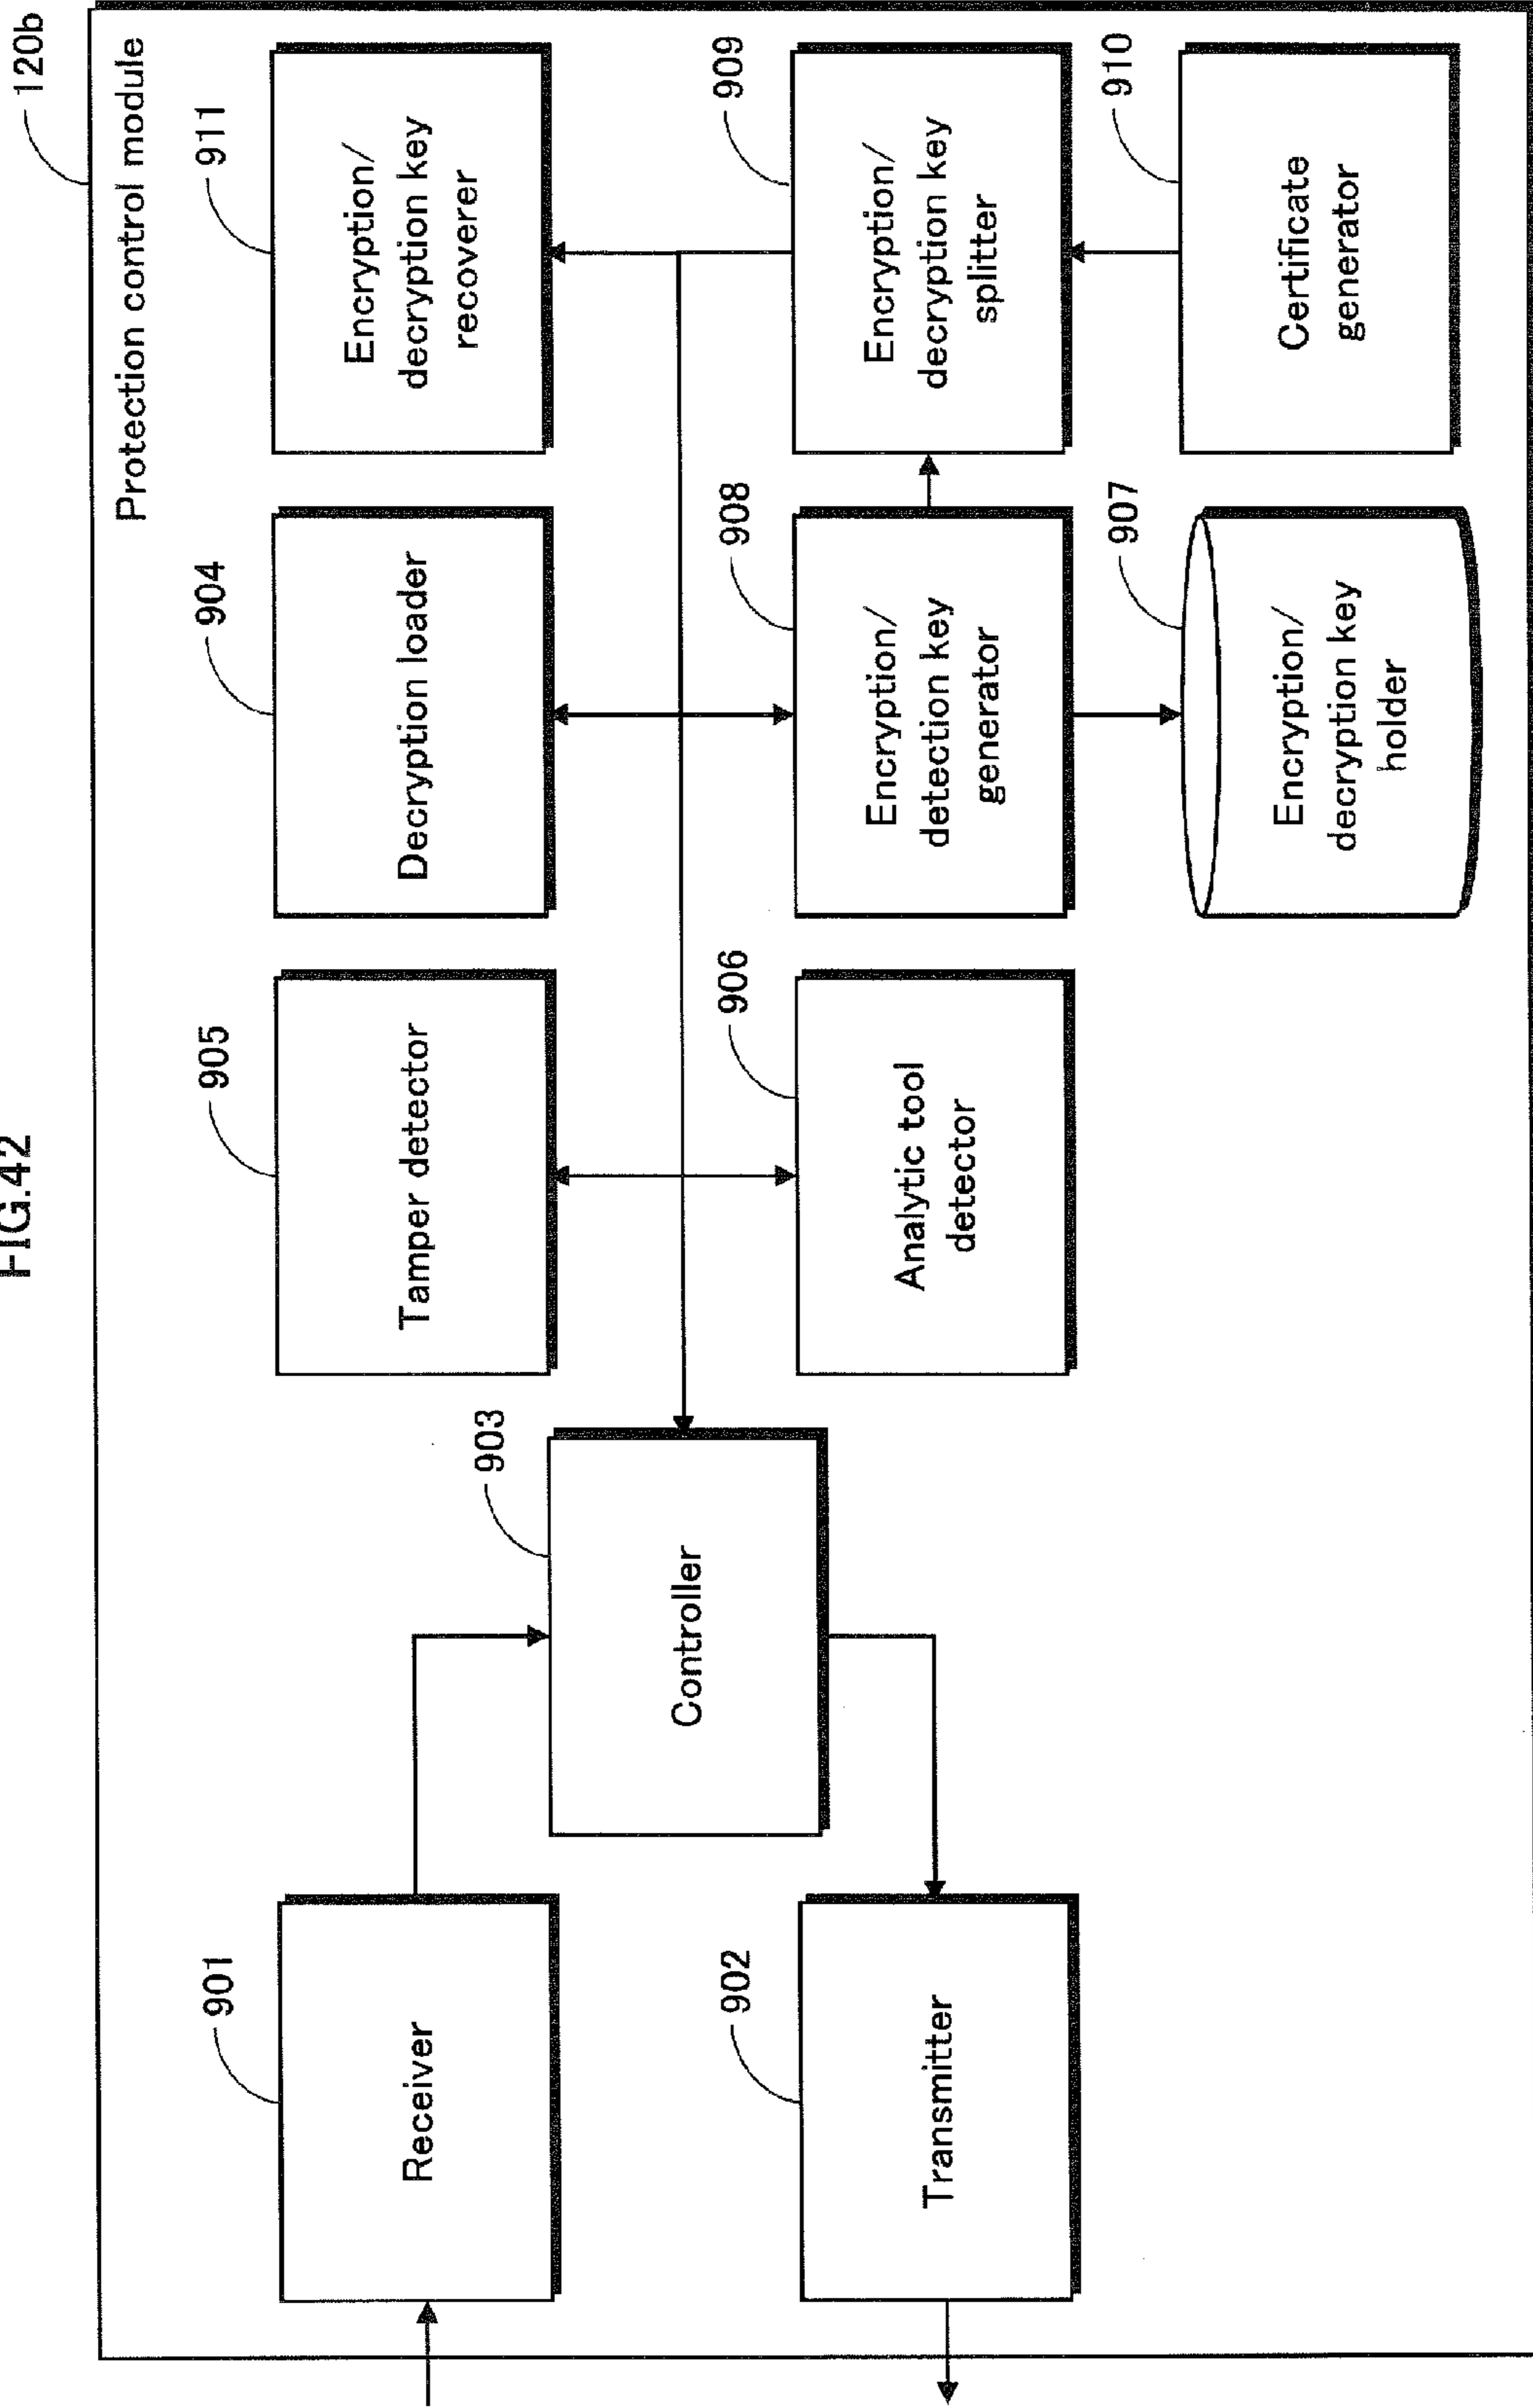 FIG.42
120b
Protection control module
901
Receiver
902
Transmitter
903
Controller
905
Tamper detector
906
Analytic tool
detector
904
Decryption loader
908
Encryption/
detection key
generator
907
Encryption/
decryption key
holder
911
Encryption/
decryption key
recoverer
909
Encryption/
decryption key
splitter
910
Certificate
generator